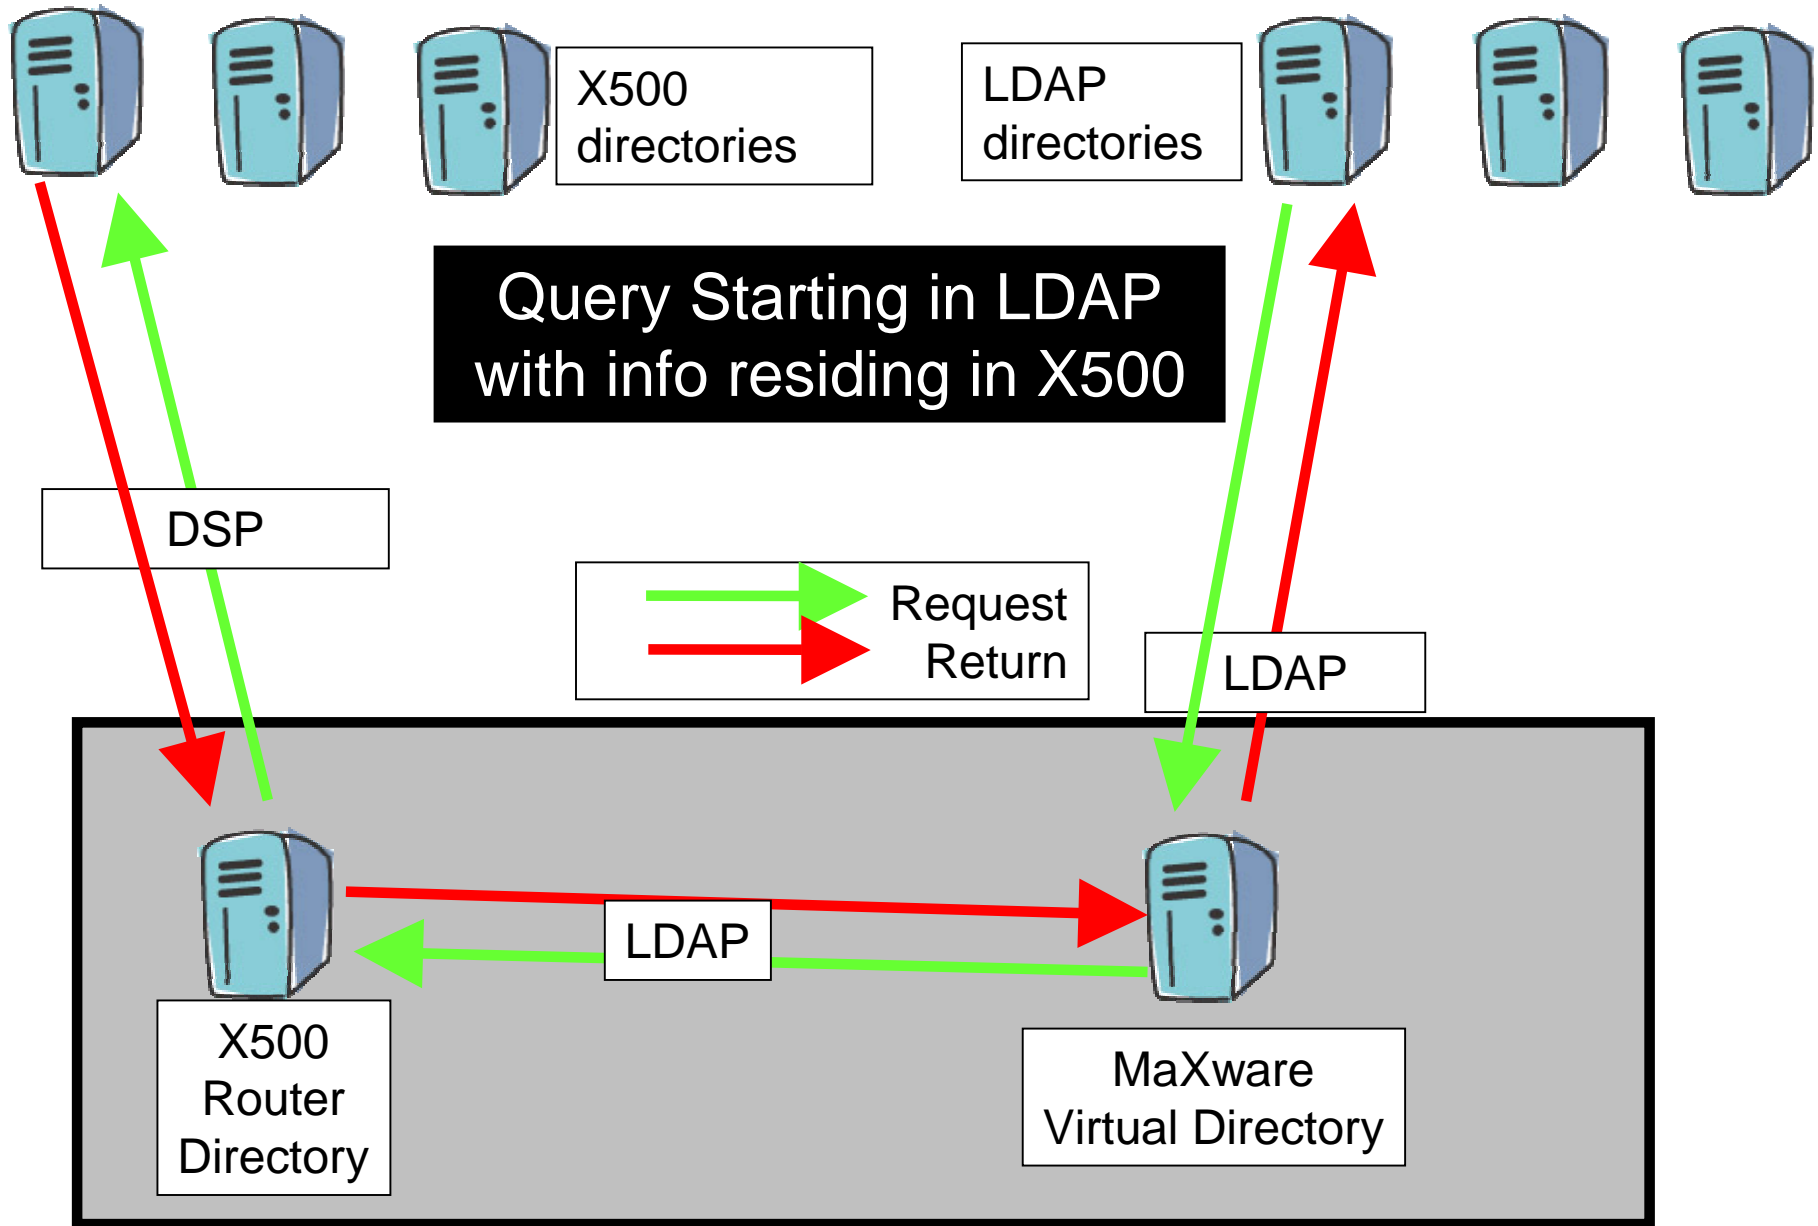 X500
directories
LDAP
directories
Query Starting in LDAP
with info residing in X500
DSP
Request
Return
LDAP
LDAP
X500
Router
Directory
MaXware
Virtual Directory